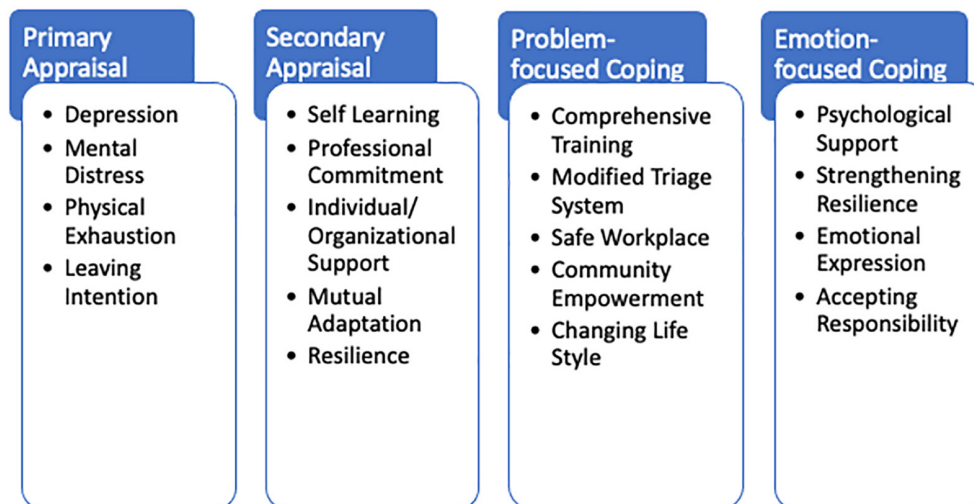 Primary
Appraisal
• Depression
• Mental
Distress
• Physical
Exhaustion
• Leaving
Intention
Secondary
Appraisal
• Self Learning
• Professional
Commitment
• Individual/
Organizational
Support
• Mutual
Adaptation
• Resilience
Problem-
focused Coping
• Comprehensive
Training
• Modified Triage
System
• Safe Workplace
• Community
Empowerment
• Changing Life
Style
Emotion-
focused Coping
• Psychological
Support
• Strengthening
Resilience
• Emotional
Expression
• Accepting
Responsibility